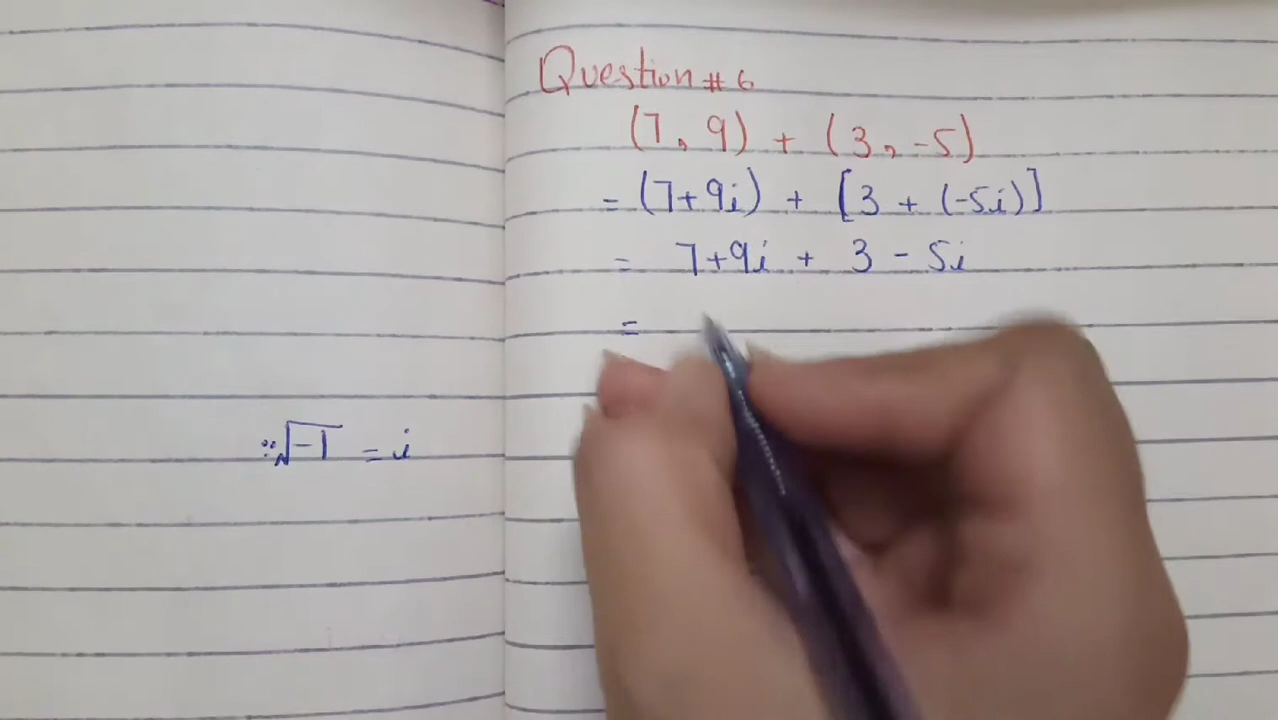 Question # 6
(7, 9) + (3, -5)
= (7+9i) + [3 + (-5i)]
= 7+9i + 3 - 5i
=
∵ √-1 = i